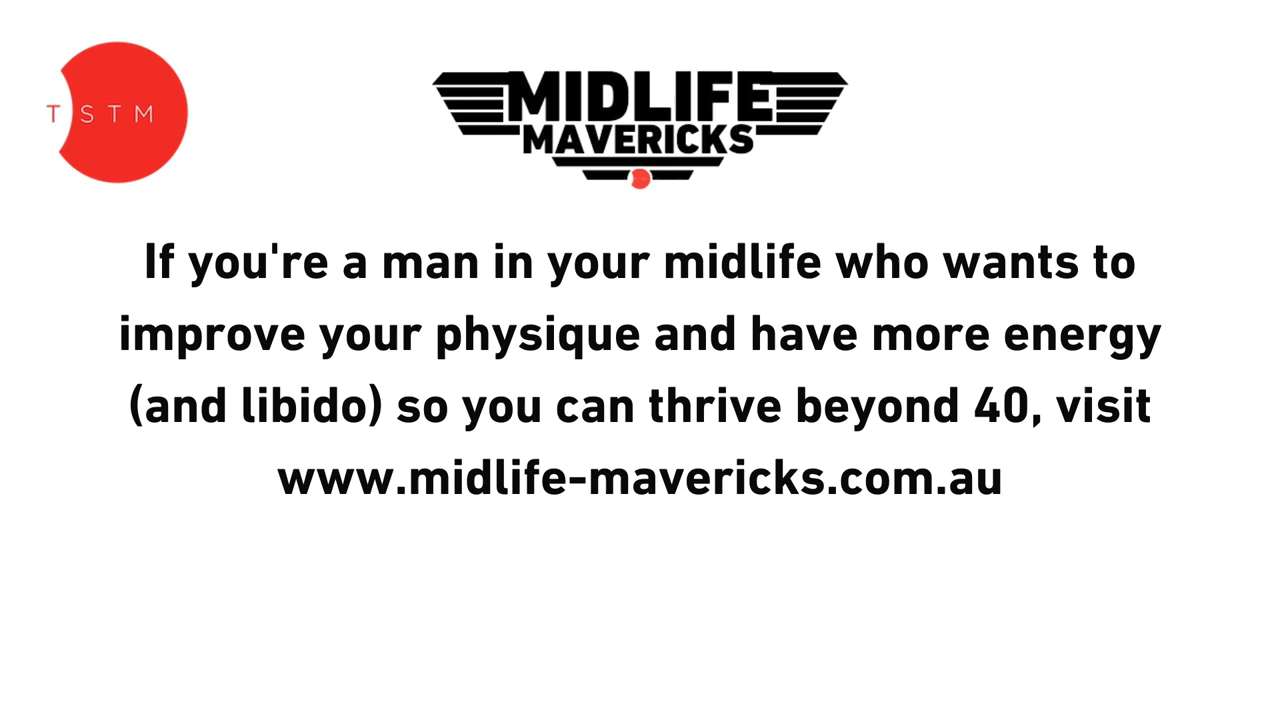 TSTM
MIDLIFE
MAVERICKS
If you're a man in your midlife who wants to
improve your physique and have more energy
(and libido) so you can thrive beyond 40, visit
www.midlife-mavericks.com.au